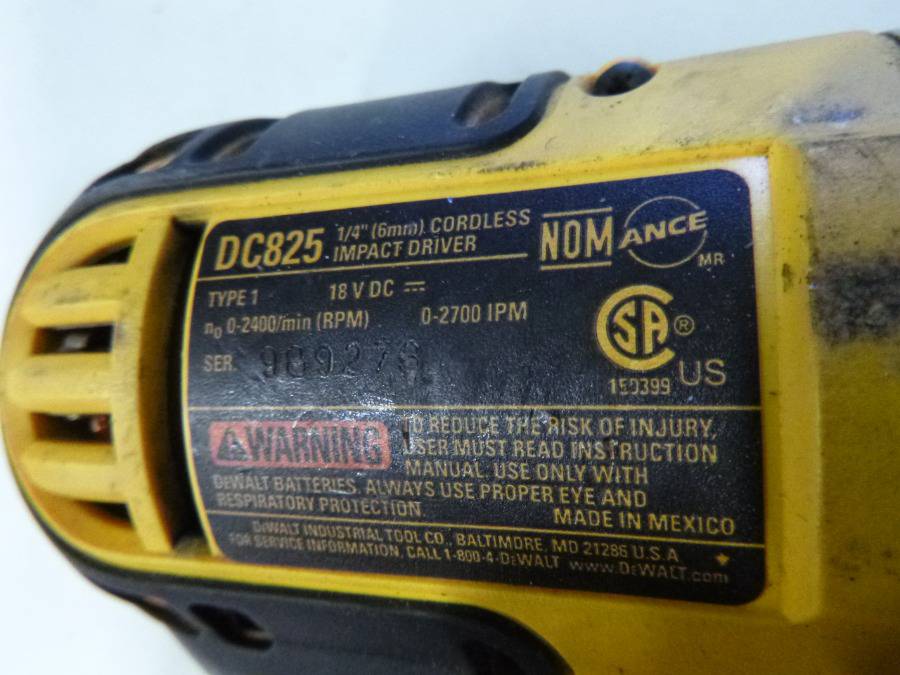 DC825 1/4" (6mm) CORDLESS
IMPACT DRIVER
NOM ANCE
MR
TYPE 1 18 V DC ⎓
n0 0-2400/min (RPM) 0-2700 IPM
SER. 989276
CSA ® US
159399
WARNING TO REDUCE THE RISK OF INJURY,
USER MUST READ INSTRUCTION
MANUAL. USE ONLY WITH
DEWALT BATTERIES. ALWAYS USE PROPER EYE AND
RESPIRATORY PROTECTION.
MADE IN MEXICO
DEWALT INDUSTRIAL TOOL CO., BALTIMORE, MD 21286 U.S.A
FOR SERVICE INFORMATION, CALL 1-800-4-DEWALT www.DEWALT.com